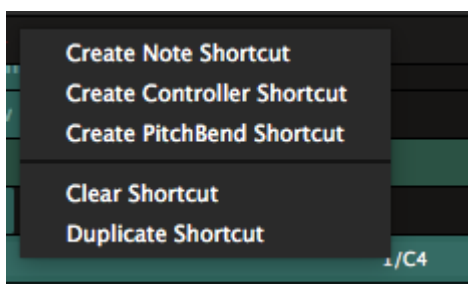 Create Note Shortcut
Create Controller Shortcut
Create PitchBend Shortcut
Clear Shortcut
Duplicate Shortcut
1/C4